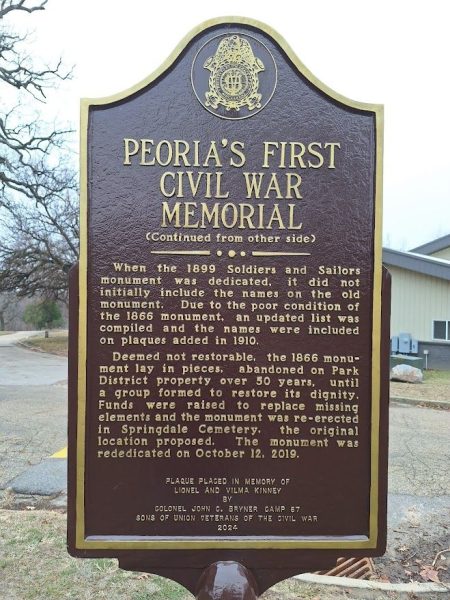 PEORIA'S FIRST
CIVIL WAR
MEMORIAL
(Continued from other side)
When the 1899 Soldiers and Sailors
monument was dedicated, it did not
initially include the names on the old
monument. Due to the poor condition of
the 1866 monument, an updated list was
compiled and the names were included
on plaques added in 1910.
Deemed not restorable, the 1866 monu-
ment lay in pieces, abandoned on Park
District property over 50 years, until
a group formed to restore its dignity.
Funds were raised to replace missing
elements and the monument was re-erected
in Springdale Cemetery, the original
location proposed. The monument was
rededicated on October 12, 2019.
PLAQUE PLACED IN MEMORY OF
LIONEL AND VILMA KINNEY
BY
COLONEL JOHN C. BRYNER CAMP 67
SONS OF UNION VETERANS OF THE CIVIL WAR
2024